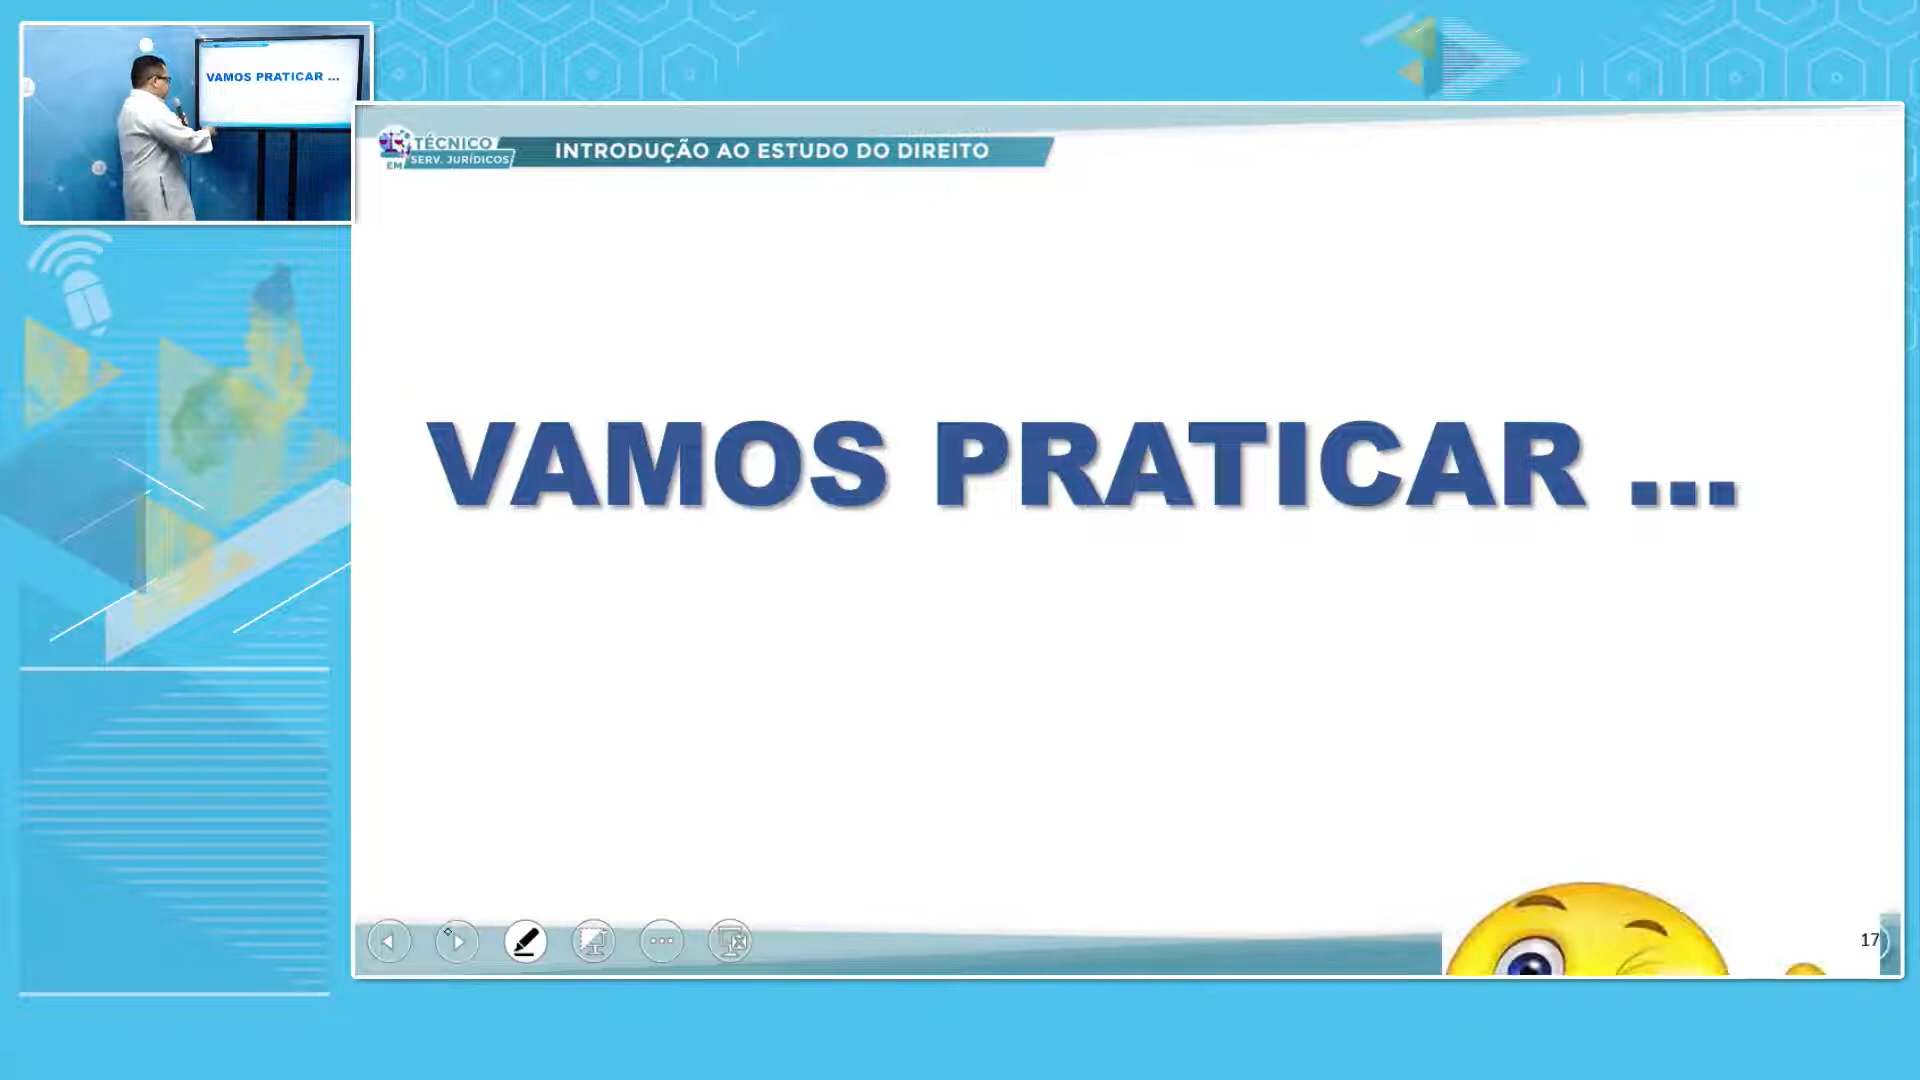 VAMOS PRATICAR ...
TÉCNICO
EM SERV. JURÍDICOS
INTRODUÇÃO AO ESTUDO DO DIREITO
VAMOS PRATICAR ...
17